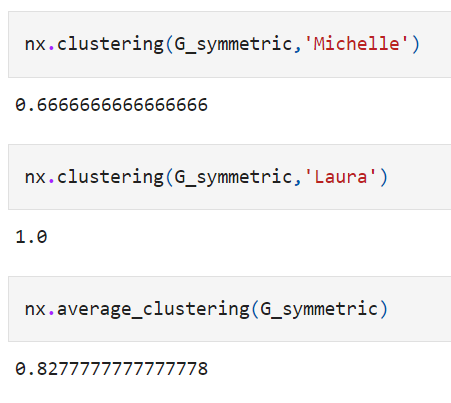 nx.clustering(G_symmetric,'Michelle')
0.6666666666666666
nx.clustering(G_symmetric,'Laura')
1.0
nx.average_clustering(G_symmetric)
0.8277777777777778